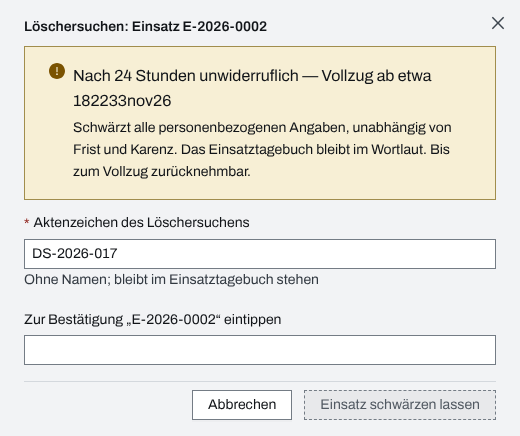 Löschersuchen: Einsatz E-2026-0002
Nach 24 Stunden unwiderruflich — Vollzug ab etwa
182233nov26
Schwärzt alle personenbezogenen Angaben, unabhängig von
Frist und Karenz. Das Einsatztagebuch bleibt im Wortlaut. Bis
zum Vollzug zurücknehmbar.
* Aktenzeichen des Löschersuchens
DS-2026-017
Ohne Namen; bleibt im Einsatztagebuch stehen
Zur Bestätigung „E-2026-0002“ eintippen
Abbrechen
Einsatz schwärzen lassen